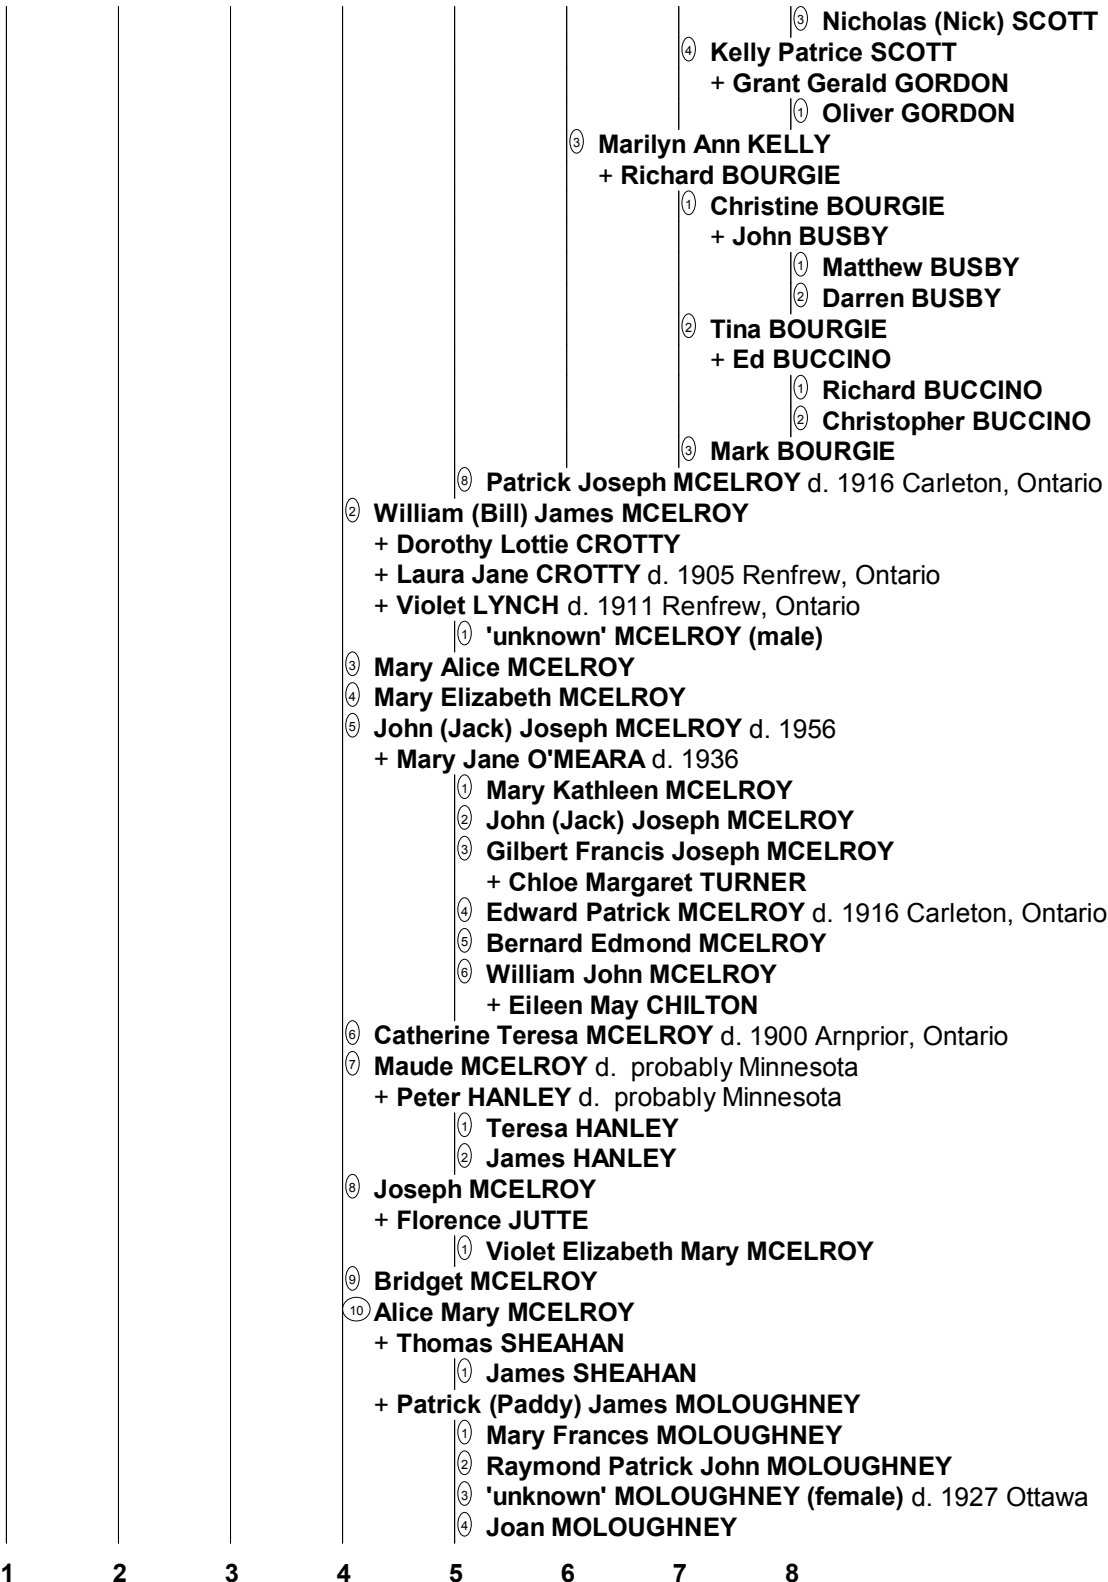 ③ Nicholas (Nick) SCOTT
④ Kelly Patrice SCOTT
+ Grant Gerald GORDON
① Oliver GORDON
③ Marilyn Ann KELLY
+ Richard BOURGIE
① Christine BOURGIE
+ John BUSBY
① Matthew BUSBY
② Darren BUSBY
② Tina BOURGIE
+ Ed BUCCINO
① Richard BUCCINO
② Christopher BUCCINO
③ Mark BOURGIE
⑧ Patrick Joseph MCELROY d. 1916 Carleton, Ontario
② William (Bill) James MCELROY
+ Dorothy Lottie CROTTY
+ Laura Jane CROTTY d. 1905 Renfrew, Ontario
+ Violet LYNCH d. 1911 Renfrew, Ontario
① 'unknown' MCELROY (male)
③ Mary Alice MCELROY
④ Mary Elizabeth MCELROY
⑤ John (Jack) Joseph MCELROY d. 1956
+ Mary Jane O'MEARA d. 1936
① Mary Kathleen MCELROY
② John (Jack) Joseph MCELROY
③ Gilbert Francis Joseph MCELROY
+ Chloe Margaret TURNER
④ Edward Patrick MCELROY d. 1916 Carleton, Ontario
⑤ Bernard Edmond MCELROY
⑥ William John MCELROY
+ Eileen May CHILTON
⑥ Catherine Teresa MCELROY d. 1900 Arnprior, Ontario
⑦ Maude MCELROY d. probably Minnesota
+ Peter HANLEY d. probably Minnesota
① Teresa HANLEY
② James HANLEY
⑧ Joseph MCELROY
+ Florence JUTTE
① Violet Elizabeth Mary MCELROY
⑨ Bridget MCELROY
⑩ Alice Mary MCELROY
+ Thomas SHEAHAN
① James SHEAHAN
+ Patrick (Paddy) James MOLOUGHNEY
① Mary Frances MOLOUGHNEY
② Raymond Patrick John MOLOUGHNEY
③ 'unknown' MOLOUGHNEY (female) d. 1927 Ottawa
④ Joan MOLOUGHNEY
1 2 3 4 5 6 7 8